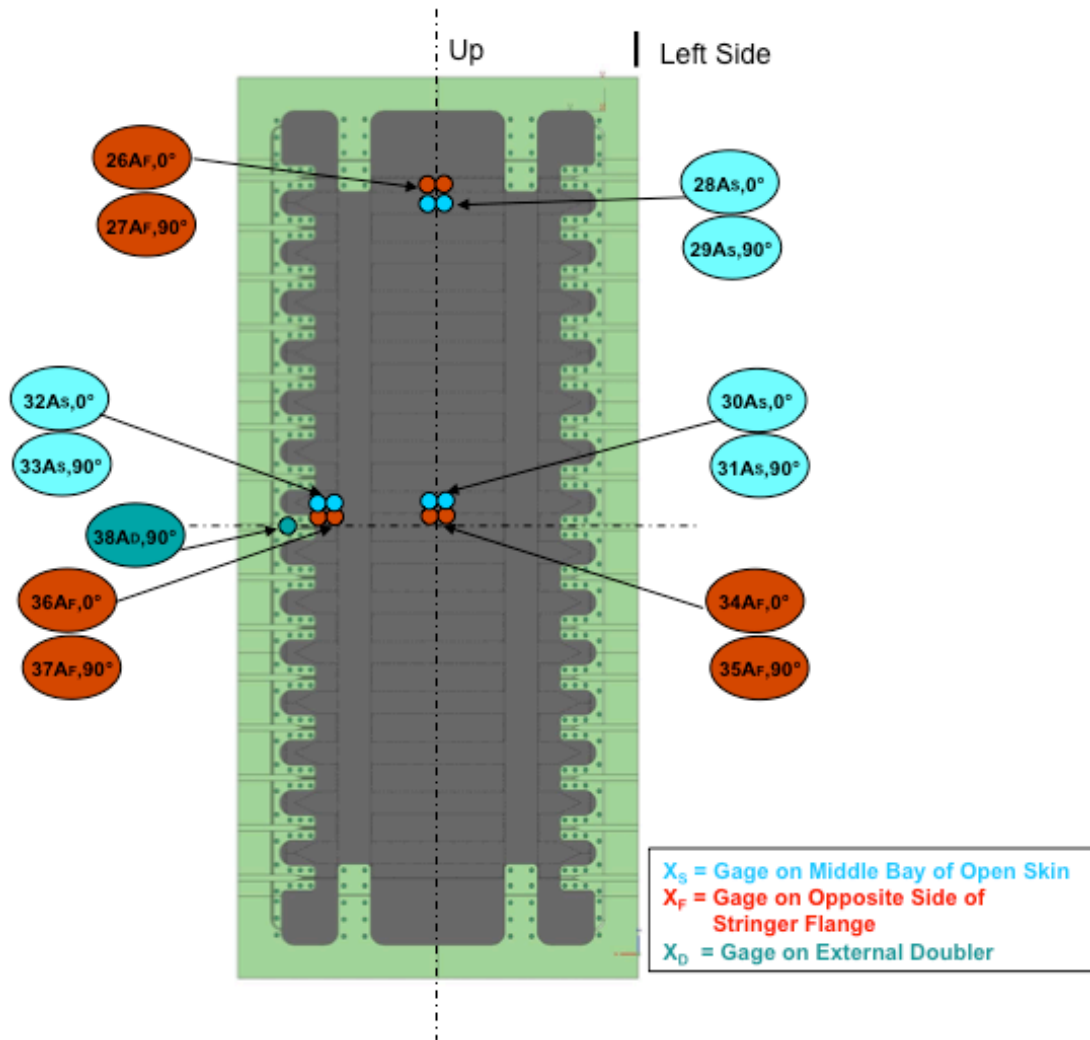 Up
Left Side
26AF,0°
27AF,90°
28AS,0°
29AS,90°
32AS,0°
33AS,90°
30AS,0°
31AS,90°
38AD,90°
36AF,0°
37AF,90°
34AF,0°
35AF,90°
XS = Gage on Middle Bay of Open Skin
XF = Gage on Opposite Side of
Stringer Flange
XD = Gage on External Doubler